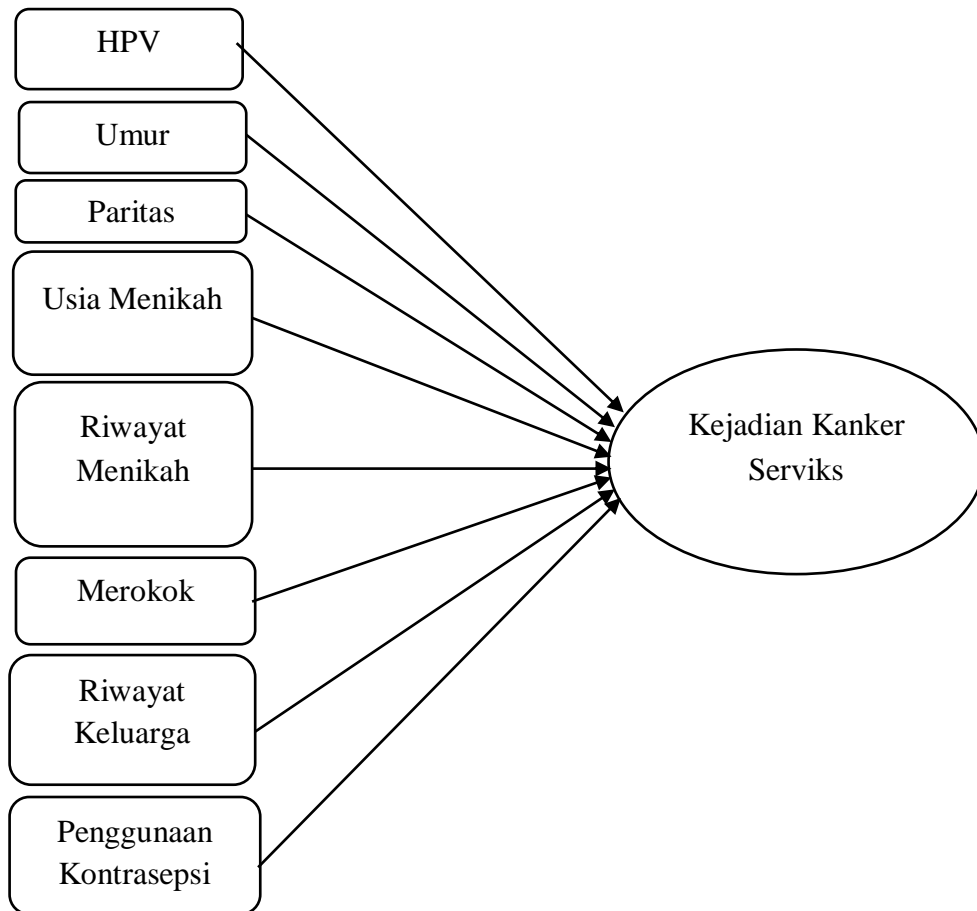 HPV
Umur
Paritas
Usia Menikah
Riwayat
Menikah
Merokok
Riwayat
Keluarga
Penggunaan
Kontrasepsi
Kejadian Kanker
Serviks